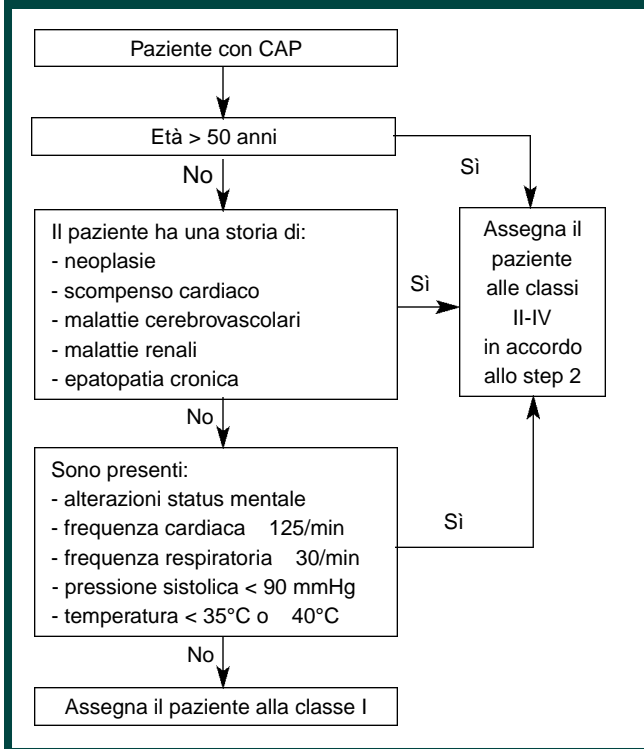 Paziente con CAP
Età > 50 anni
Sì
No
Il paziente ha una storia di:
- neoplasie
- scompenso cardiaco
- malattie cerebrovascolari
- malattie renali
- epatopatia cronica
Sì
Assegna il
paziente
alle classi
II-IV
in accordo
allo step 2
No
Sono presenti:
- alterazioni status mentale
- frequenza cardiaca 125/min
- frequenza respiratoria 30/min
- pressione sistolica < 90 mmHg
- temperatura < 35°C o 40°C
Sì
No
Assegna il paziente alla classe I